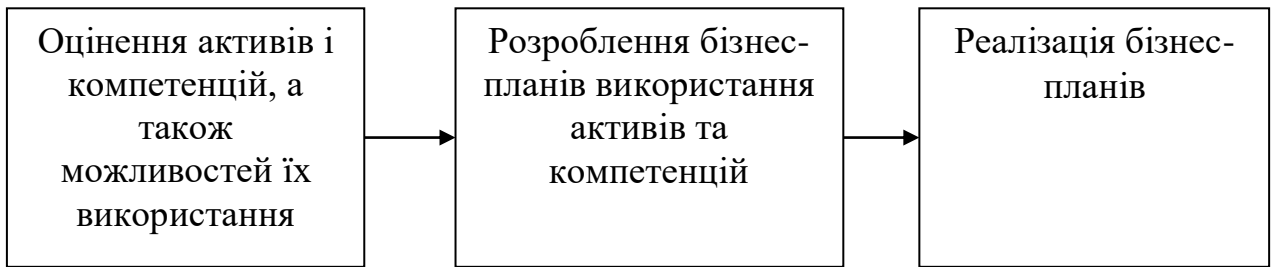 Оцінення активів і
компетенцій, а
також
можливостей їх
використання
Розроблення бізнес-
планів використання
активів та
компетенцій
Реалізація бізнес-
планів